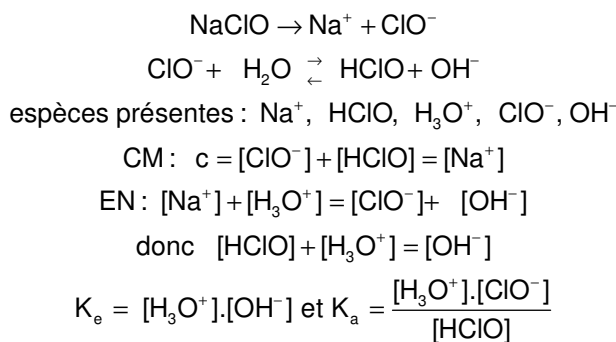 NaClO → Na⁺ + ClO⁻
ClO⁻ + H₂O ⇄ HClO + OH⁻
espèces présentes : Na⁺, HClO, H₃O⁺, ClO⁻, OH⁻
CM : c = [ClO⁻] + [HClO] = [Na⁺]
EN : [Na⁺] + [H₃O⁺] = [ClO⁻] + [OH⁻]
donc [HClO] + [H₃O⁺] = [OH⁻]
Kₑ = [H₃O⁺].[OH⁻] et Kₐ = [H₃O⁺].[ClO⁻] / [HClO]